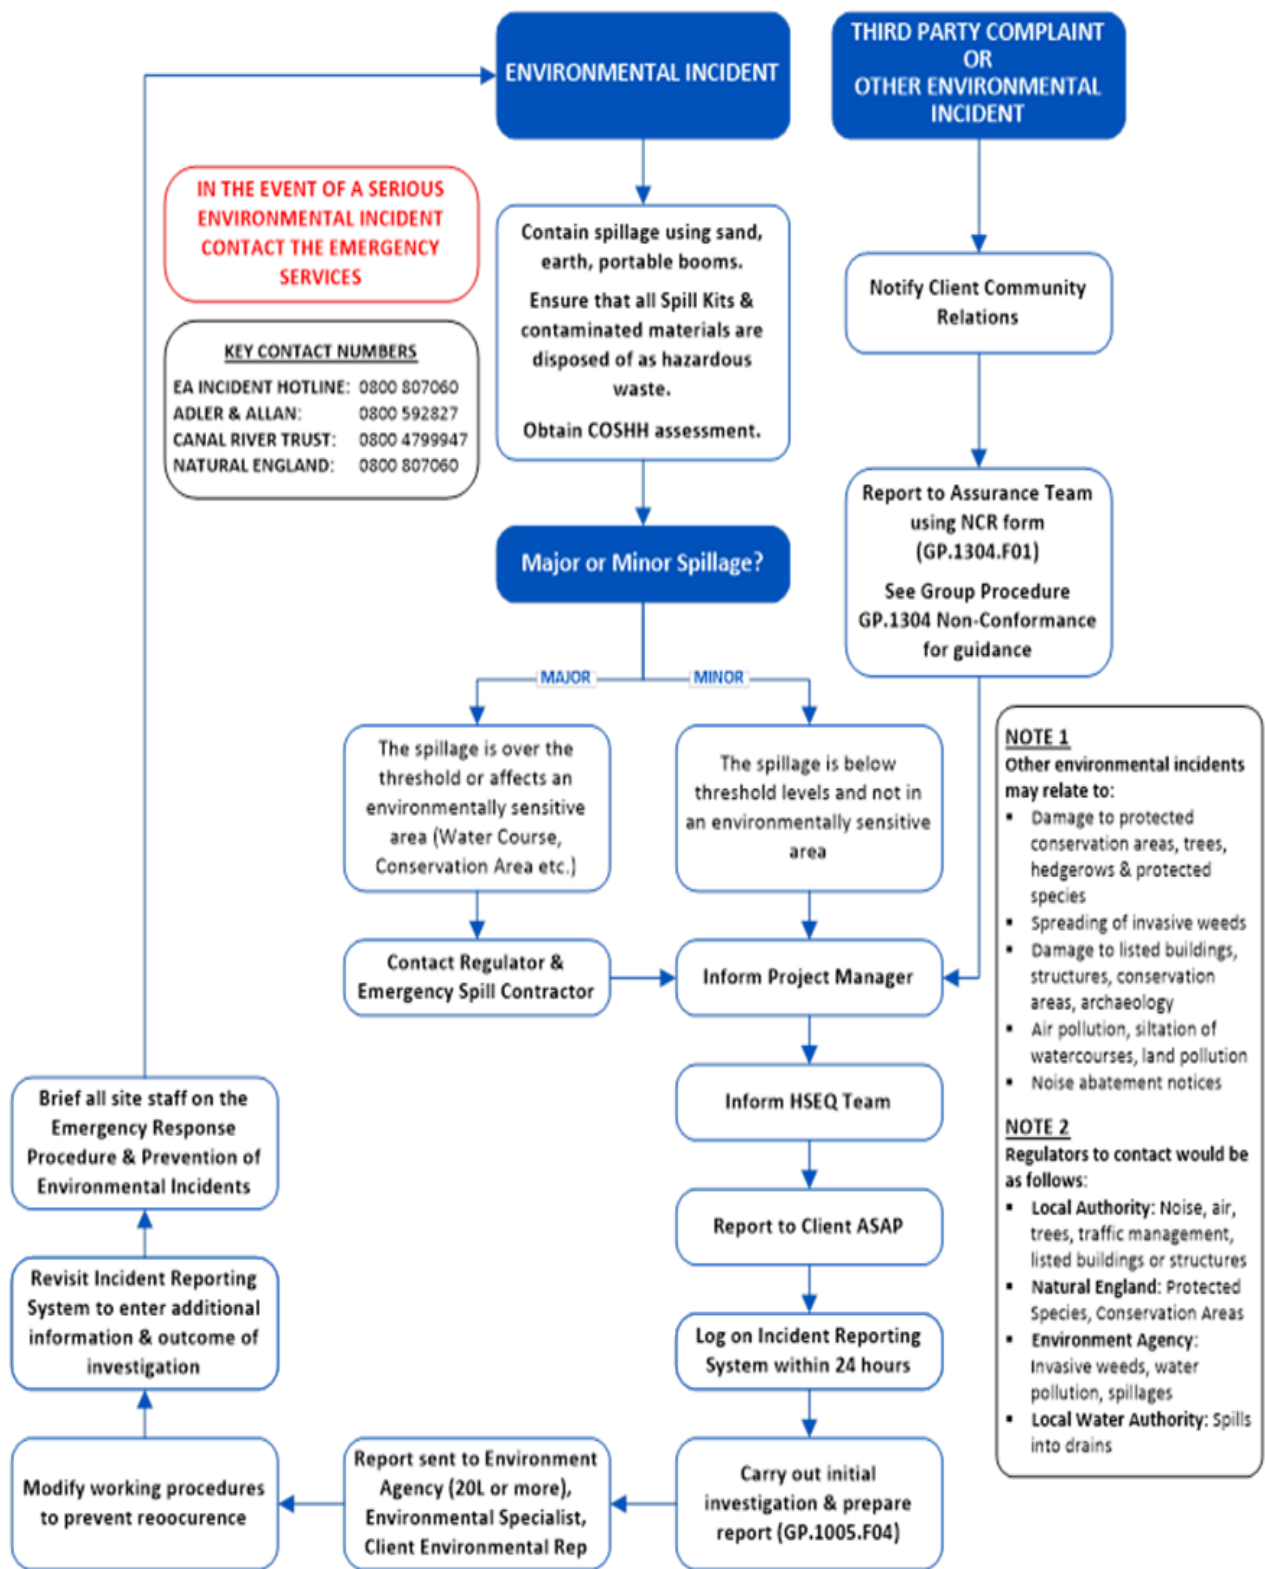 ENVIRONMENTAL INCIDENT
THIRD PARTY COMPLAINT
OR
OTHER ENVIRONMENTAL
INCIDENT
IN THE EVENT OF A SERIOUS
ENVIRONMENTAL INCIDENT
CONTACT THE EMERGENCY
SERVICES
KEY CONTACT NUMBERS
EA INCIDENT HOTLINE: 0800 807060
ADLER & ALLAN: 0800 592827
CANAL RIVER TRUST: 0800 4799947
NATURAL ENGLAND: 0800 807060
Contain spillage using sand,
earth, portable booms.
Ensure that all Spill Kits &
contaminated materials are
disposed of as hazardous
waste.
Obtain COSHH assessment.
Notify Client Community
Relations
Report to Assurance Team
using NCR form
(GP.1304.F01)
See Group Procedure
GP.1304 Non-Conformance
for guidance
Major or Minor Spillage?
MAJOR
MINOR
The spillage is over the
threshold or affects an
environmentally sensitive
area (Water Course,
Conservation Area etc.)
The spillage is below
threshold levels and not in
an environmentally sensitive
area
Contact Regulator &
Emergency Spill Contractor
Inform Project Manager
Inform HSEQ Team
Report to Client ASAP
Log on Incident Reporting
System within 24 hours
Carry out initial
investigation & prepare
report (GP.1005.F04)
Report sent to Environment
Agency (20L or more),
Environmental Specialist,
Client Environmental Rep
Modify working procedures
to prevent reoocurence
Revisit Incident Reporting
System to enter additional
information & outcome of
investigation
Brief all site staff on the
Emergency Response
Procedure & Prevention of
Environmental Incidents
NOTE 1
Other environmental incidents
may relate to:
▪ Damage to protected
conservation areas, trees,
hedgerows & protected
species
▪ Spreading of invasive weeds
▪ Damage to listed buildings,
structures, conservation
areas, archaeology
▪ Air pollution, siltation of
watercourses, land pollution
▪ Noise abatement notices
NOTE 2
Regulators to contact would be
as follows:
▪ Local Authority: Noise, air,
trees, traffic management,
listed buildings or structures
▪ Natural England: Protected
Species, Conservation Areas
▪ Environment Agency:
Invasive weeds, water
pollution, spillages
▪ Local Water Authority: Spills
into drains